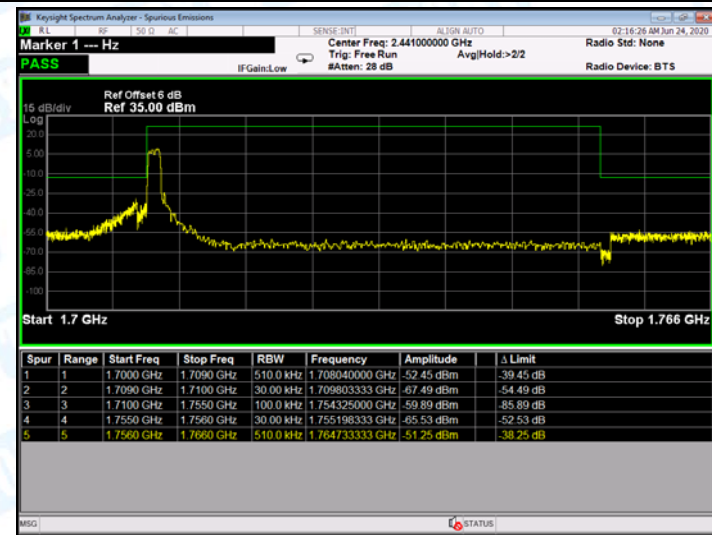 Keysight Spectrum Analyzer - Spurious Emissions
RL RF 50 Ω AC SENSE:INT ALIGN AUTO 02:16:26 AM Jun 24, 2020
Marker 1 --- Hz Center Freq: 2.441000000 GHz Radio Std: None
Trig: Free Run Avg|Hold:>2/2
PASS IFGain:Low #Atten: 28 dB Radio Device: BTS
Ref Offset 6 dB
15 dB/div Ref 35.00 dBm
Log
20.0
5.00
-10.0
-25.0
-40.0
-55.0
-70.0
-85.0
-100
Start 1.7 GHz Stop 1.766 GHz
Spur Range Start Freq Stop Freq RBW Frequency Amplitude Δ Limit
1 1 1.7000 GHz 1.7090 GHz 510.0 kHz 1.708040000 GHz -52.45 dBm -39.45 dB
2 2 1.7090 GHz 1.7100 GHz 30.00 kHz 1.709803333 GHz -67.49 dBm -54.49 dB
3 3 1.7100 GHz 1.7550 GHz 100.0 kHz 1.754325000 GHz -59.89 dBm -85.89 dB
4 4 1.7550 GHz 1.7560 GHz 30.00 kHz 1.755198333 GHz -65.53 dBm -52.53 dB
5 5 1.7560 GHz 1.7660 GHz 510.0 kHz 1.764733333 GHz -51.25 dBm -38.25 dB
MSG STATUS